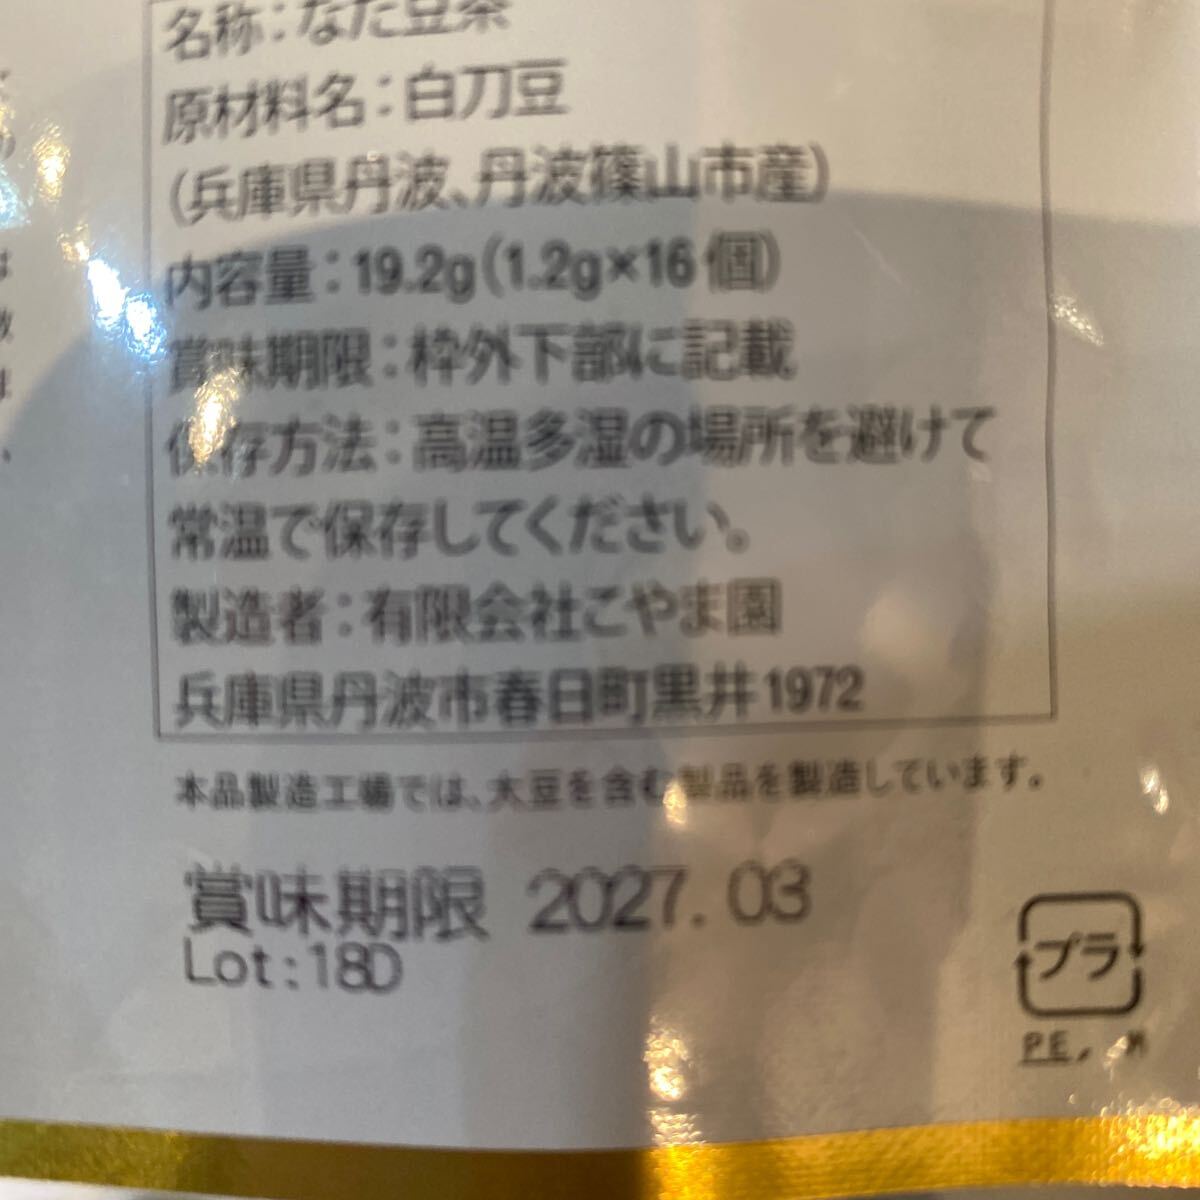 名称：なた豆茶
原材料名：白刀豆
（兵庫県丹波、丹波篠山市産）
内容量：19.2g（1.2g×16個）
賞味期限：枠外下部に記載
保存方法：高温多湿の場所を避けて
常温で保存してください。
製造者：有限会社こやま園
兵庫県丹波市春日町黒井1972
本品製造工場では、大豆を含む製品を製造しています。
賞味期限 2027.03
Lot:18D
プラ
PE, M